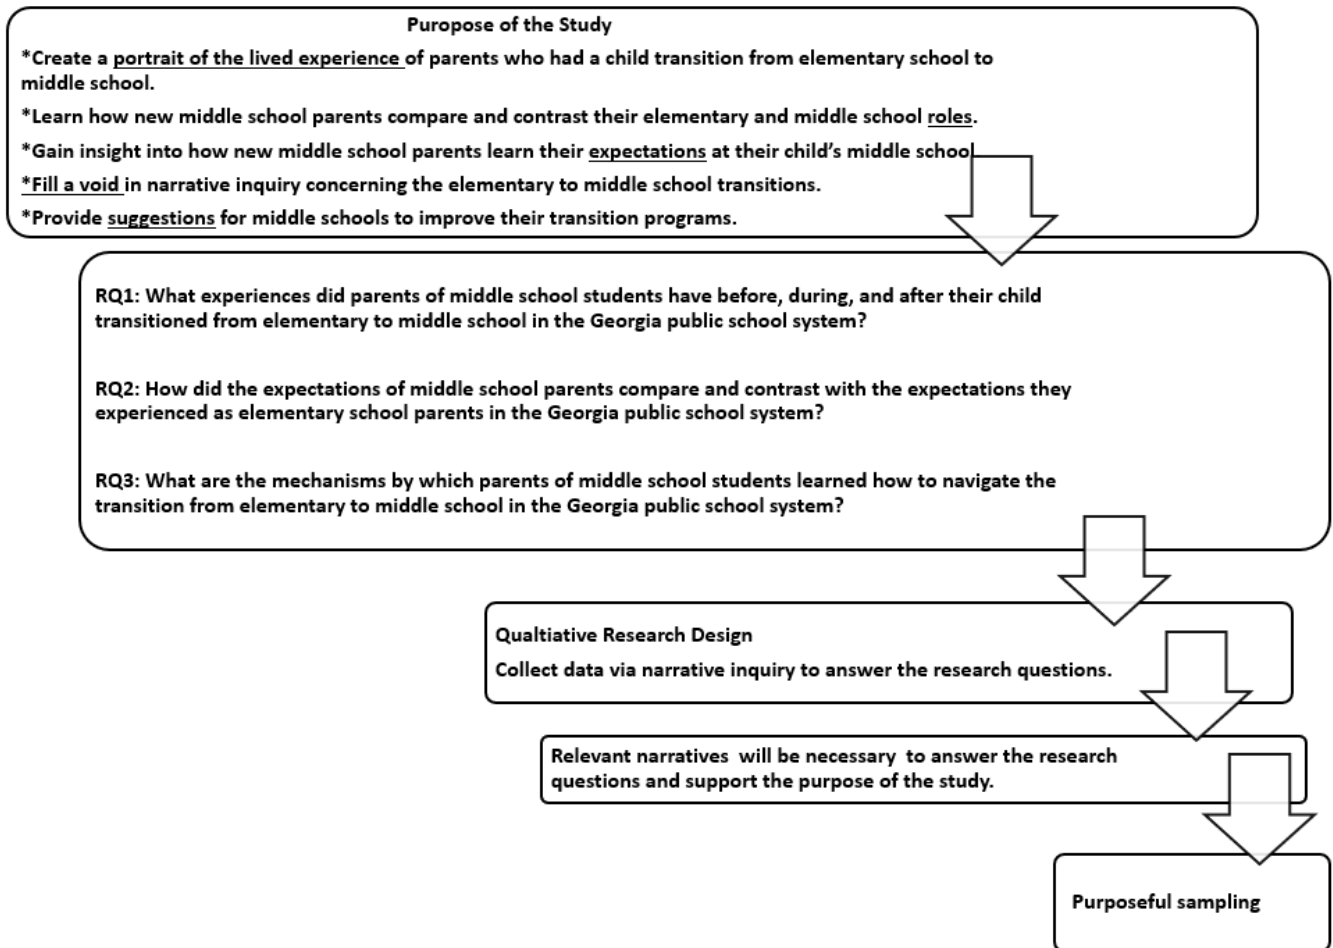 Puropose of the Study
*Create a portrait of the lived experience of parents who had a child transition from elementary school to
middle school.
*Learn how new middle school parents compare and contrast their elementary and middle school roles.
*Gain insight into how new middle school parents learn their expectations at their child’s middle school
*Fill a void in narrative inquiry concerning the elementary to middle school transitions.
*Provide suggestions for middle schools to improve their transition programs.
RQ1: What experiences did parents of middle school students have before, during, and after their child
transitioned from elementary to middle school in the Georgia public school system?
RQ2: How did the expectations of middle school parents compare and contrast with the expectations they
experienced as elementary school parents in the Georgia public school system?
RQ3: What are the mechanisms by which parents of middle school students learned how to navigate the
transition from elementary to middle school in the Georgia public school system?
Qualtiative Research Design
Collect data via narrative inquiry to answer the research questions.
Relevant narratives  will be necessary  to answer the research
questions and support the purpose of the study.
Purposeful sampling